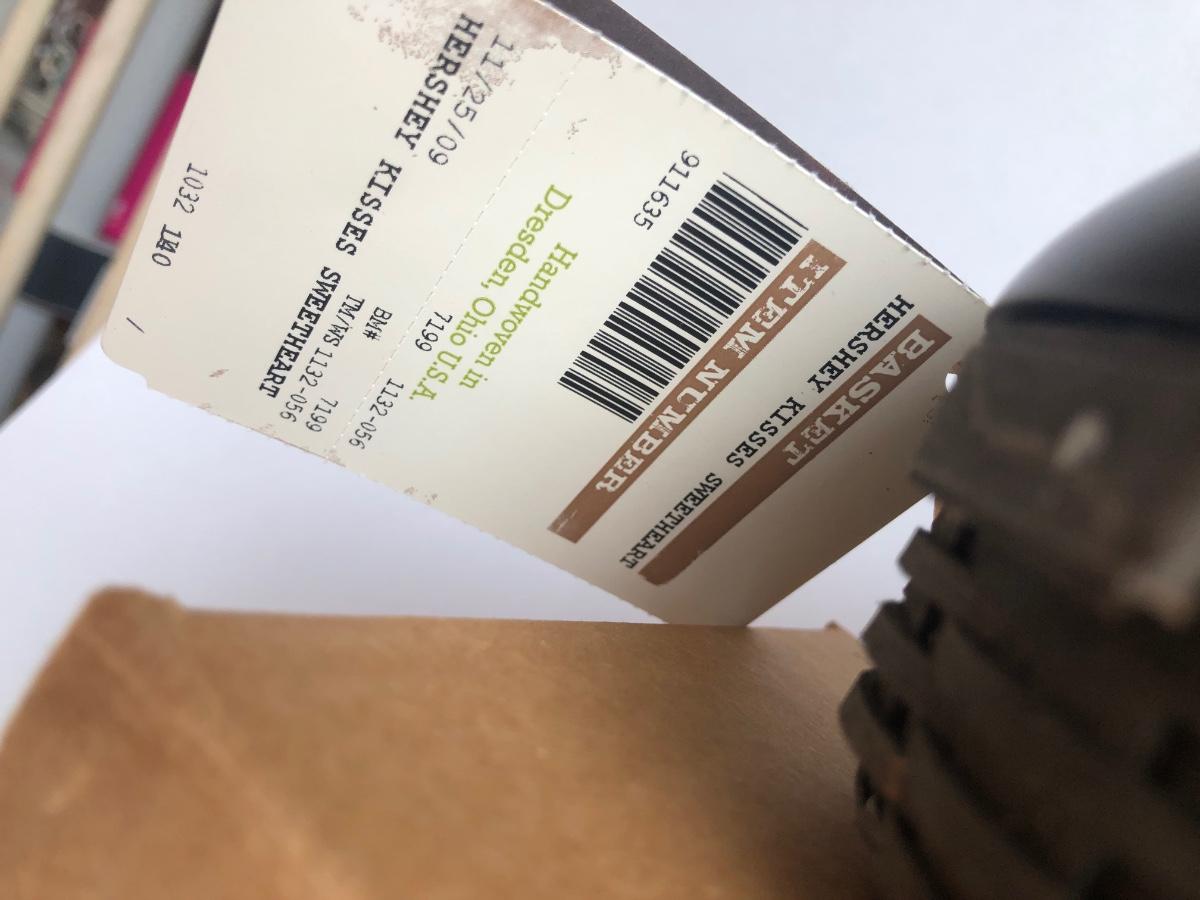 BASKET
HERSHEY KISSES SWEETHEART
ITEM NUMBER
911635
Handwoven in
Dresden, Ohio U.S.A.
7199 1132-056
BM# 7199
TM/WS 1132-056
11/25/09
HERSHEY KISSES SWEETHEART
1032